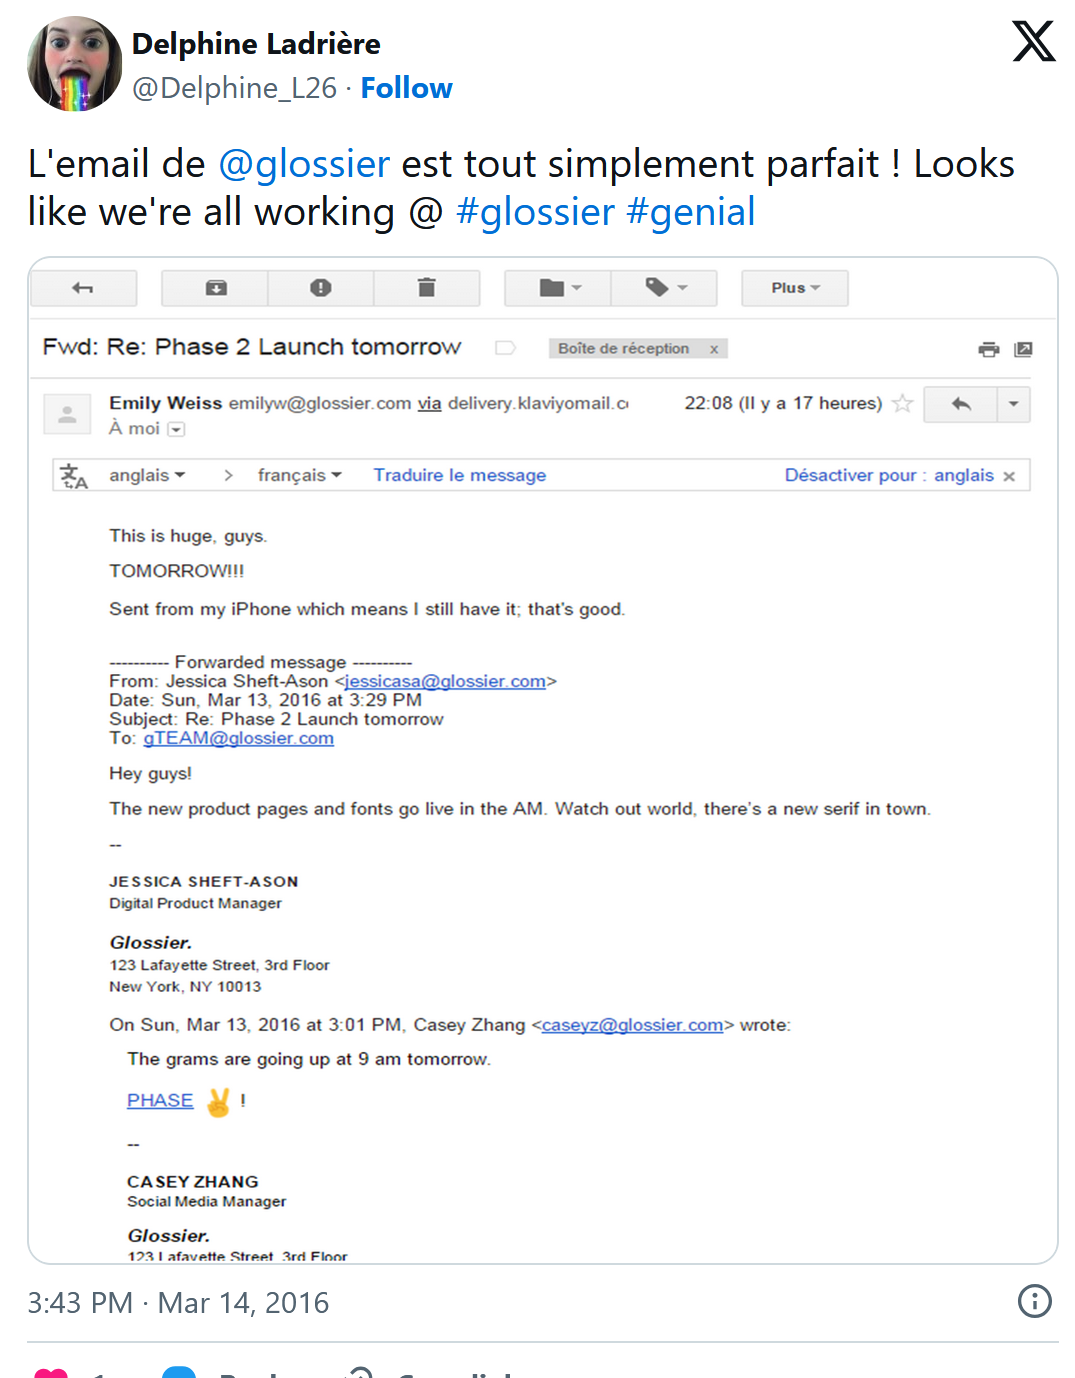 Delphine Ladrière
@Delphine_L26 · Follow
L'email de @glossier est tout simplement parfait ! Looks
like we're all working @ #glossier #genial
Plus
Fwd: Re: Phase 2 Launch tomorrow
Boîte de réception x
Emily Weiss emilyw@glossier.com via delivery.klaviyomail.c
22:08 (Il y a 17 heures)
À moi
anglais > français Traduire le message Désactiver pour : anglais x
This is huge, guys.
TOMORROW!!!
Sent from my iPhone which means I still have it; that's good.
---------- Forwarded message ----------
From: Jessica Sheft-Ason <jessicasa@glossier.com>
Date: Sun, Mar 13, 2016 at 3:29 PM
Subject: Re: Phase 2 Launch tomorrow
To: gTEAM@glossier.com
Hey guys!
The new product pages and fonts go live in the AM. Watch out world, there's a new serif in town.
--
JESSICA SHEFT-ASON
Digital Product Manager
Glossier.
123 Lafayette Street, 3rd Floor
New York, NY 10013
On Sun, Mar 13, 2016 at 3:01 PM, Casey Zhang <caseyz@glossier.com> wrote:
The grams are going up at 9 am tomorrow.
PHASE ✌ !
--
CASEY ZHANG
Social Media Manager
Glossier.
123 Lafayette Street, 3rd Floor
3:43 PM · Mar 14, 2016